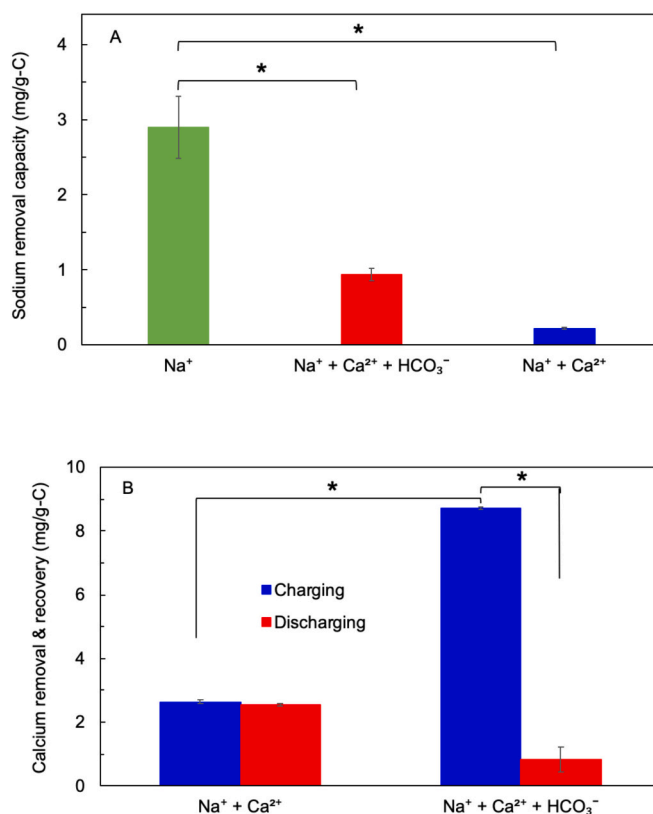 A
*
*
Sodium removal capacity (mg/g-C)
4
3
2
1
0
Na⁺
Na⁺ + Ca²⁺ + HCO₃⁻
Na⁺ + Ca²⁺
B
*
*
Calcium removal & recovery (mg/g-C)
10
8
6
4
2
0
Charging
Discharging
Na⁺ + Ca²⁺
Na⁺ + Ca²⁺ + HCO₃⁻